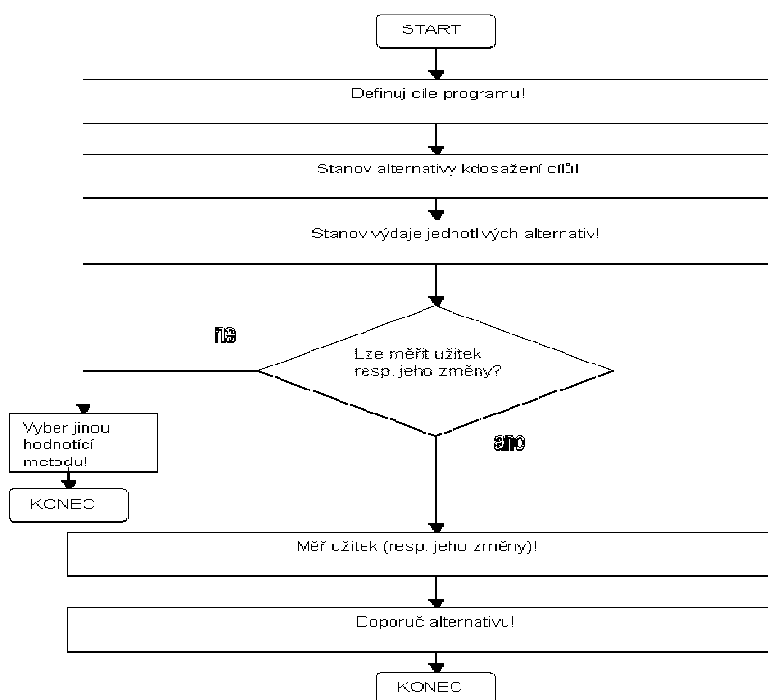 START
Definuj cíle programu!
Stanov alternativy kdosažení cílů!
Stanov výdaje jednotlivých alternativ!
ne
Lze měřit užitek
resp. jeho změny?
Vyber jinou
hodnotící
metodu!
ano
KONEC
Měř užitek (resp. jeho změny)!
Doporuč alternativu!
KONEC